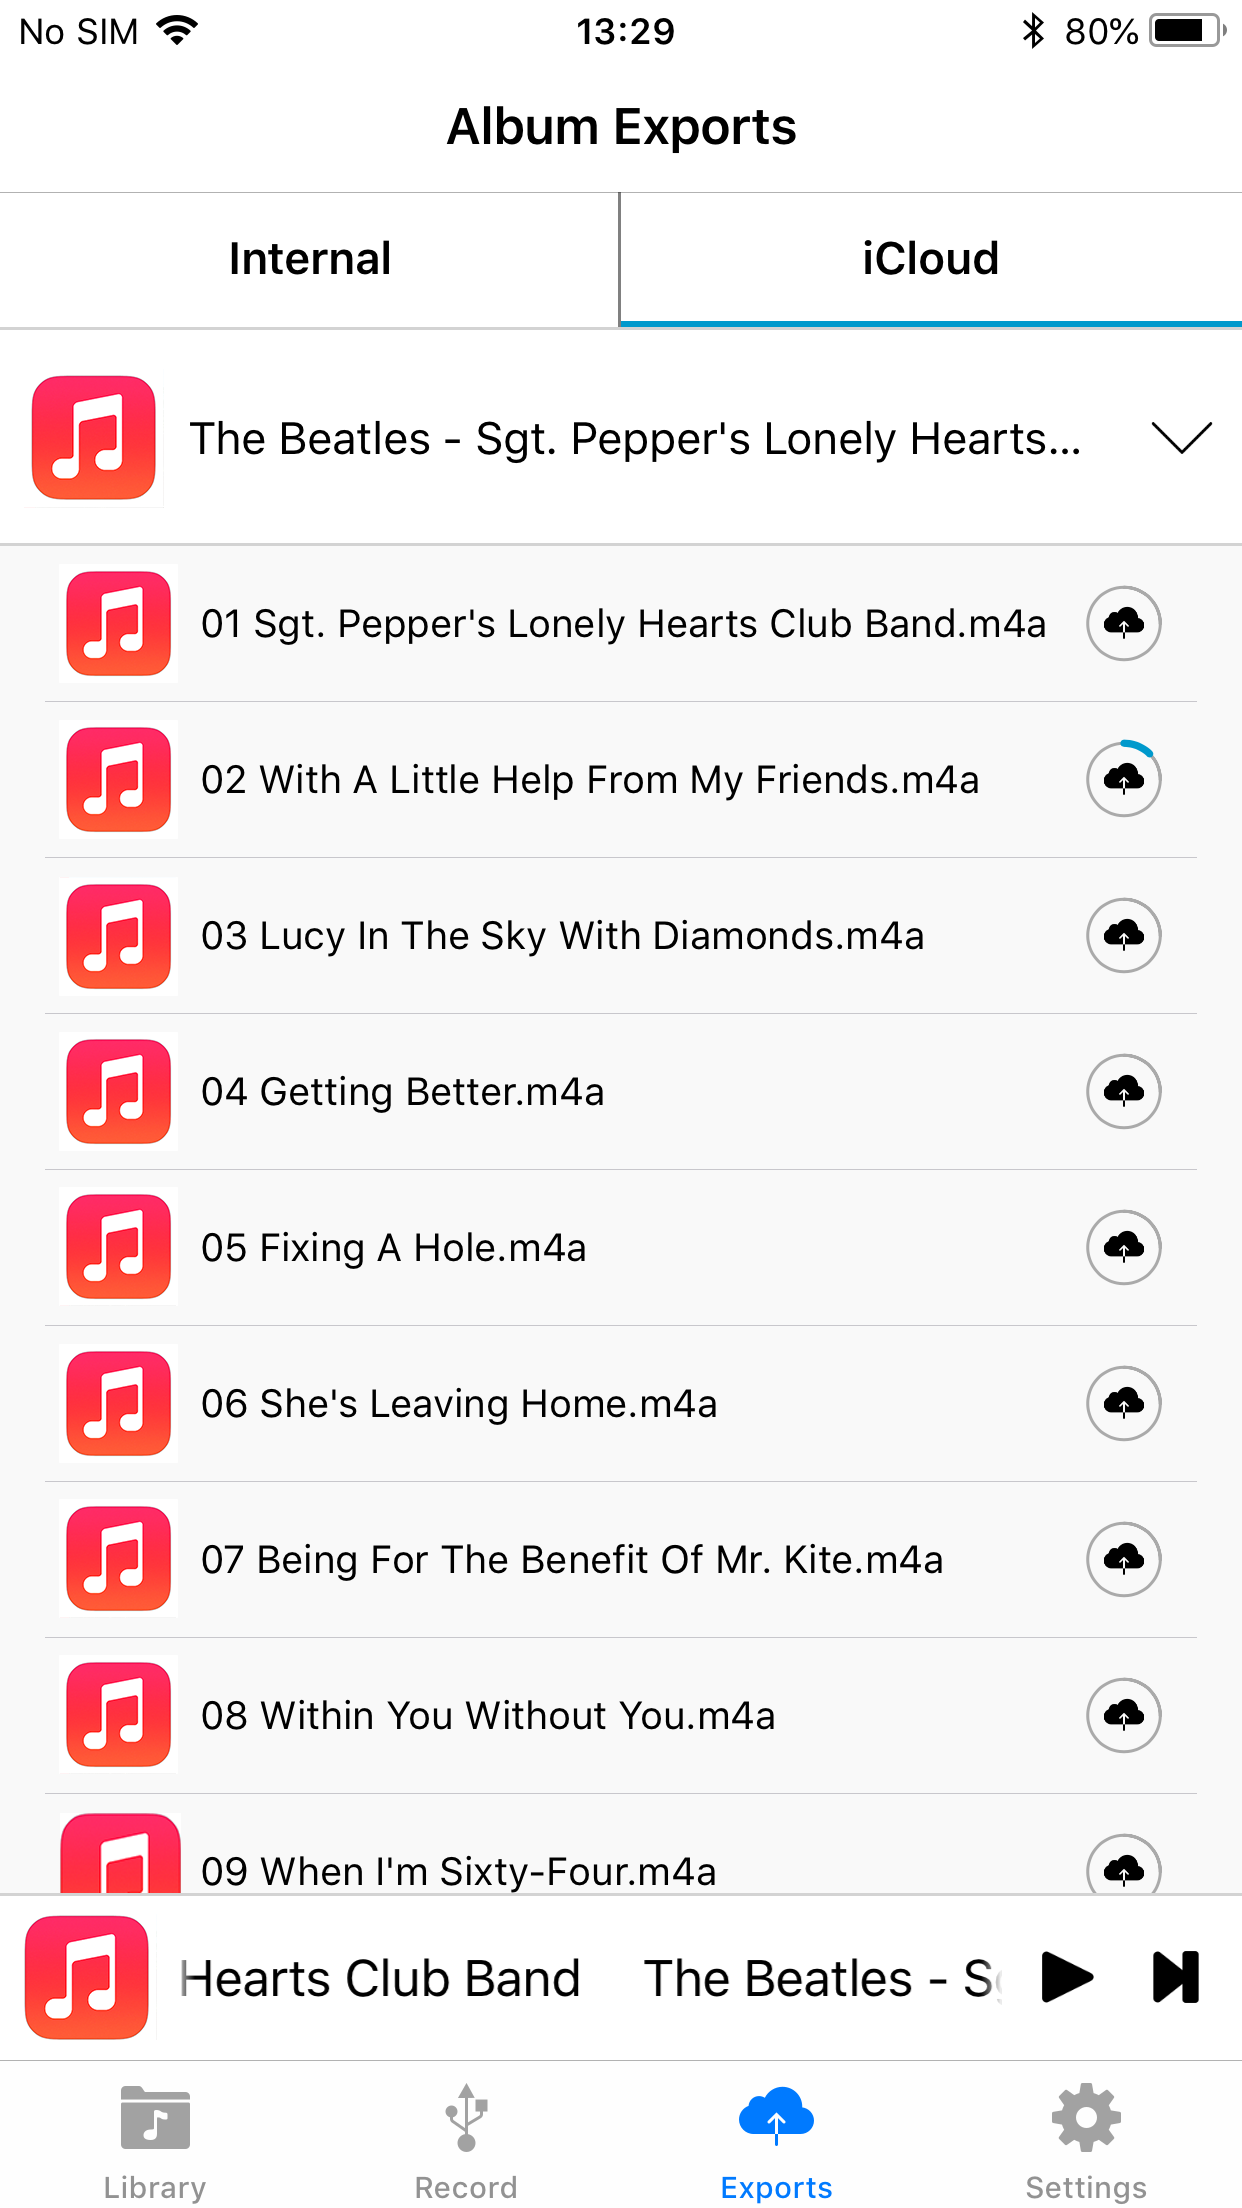 No SIM 13:29 80%
Album Exports
Internal iCloud
The Beatles - Sgt. Pepper's Lonely Hearts...
01 Sgt. Pepper's Lonely Hearts Club Band.m4a
02 With A Little Help From My Friends.m4a
03 Lucy In The Sky With Diamonds.m4a
04 Getting Better.m4a
05 Fixing A Hole.m4a
06 She's Leaving Home.m4a
07 Being For The Benefit Of Mr. Kite.m4a
08 Within You Without You.m4a
09 When I'm Sixty-Four.m4a
Hearts Club Band The Beatles - S
Library Record Exports Settings